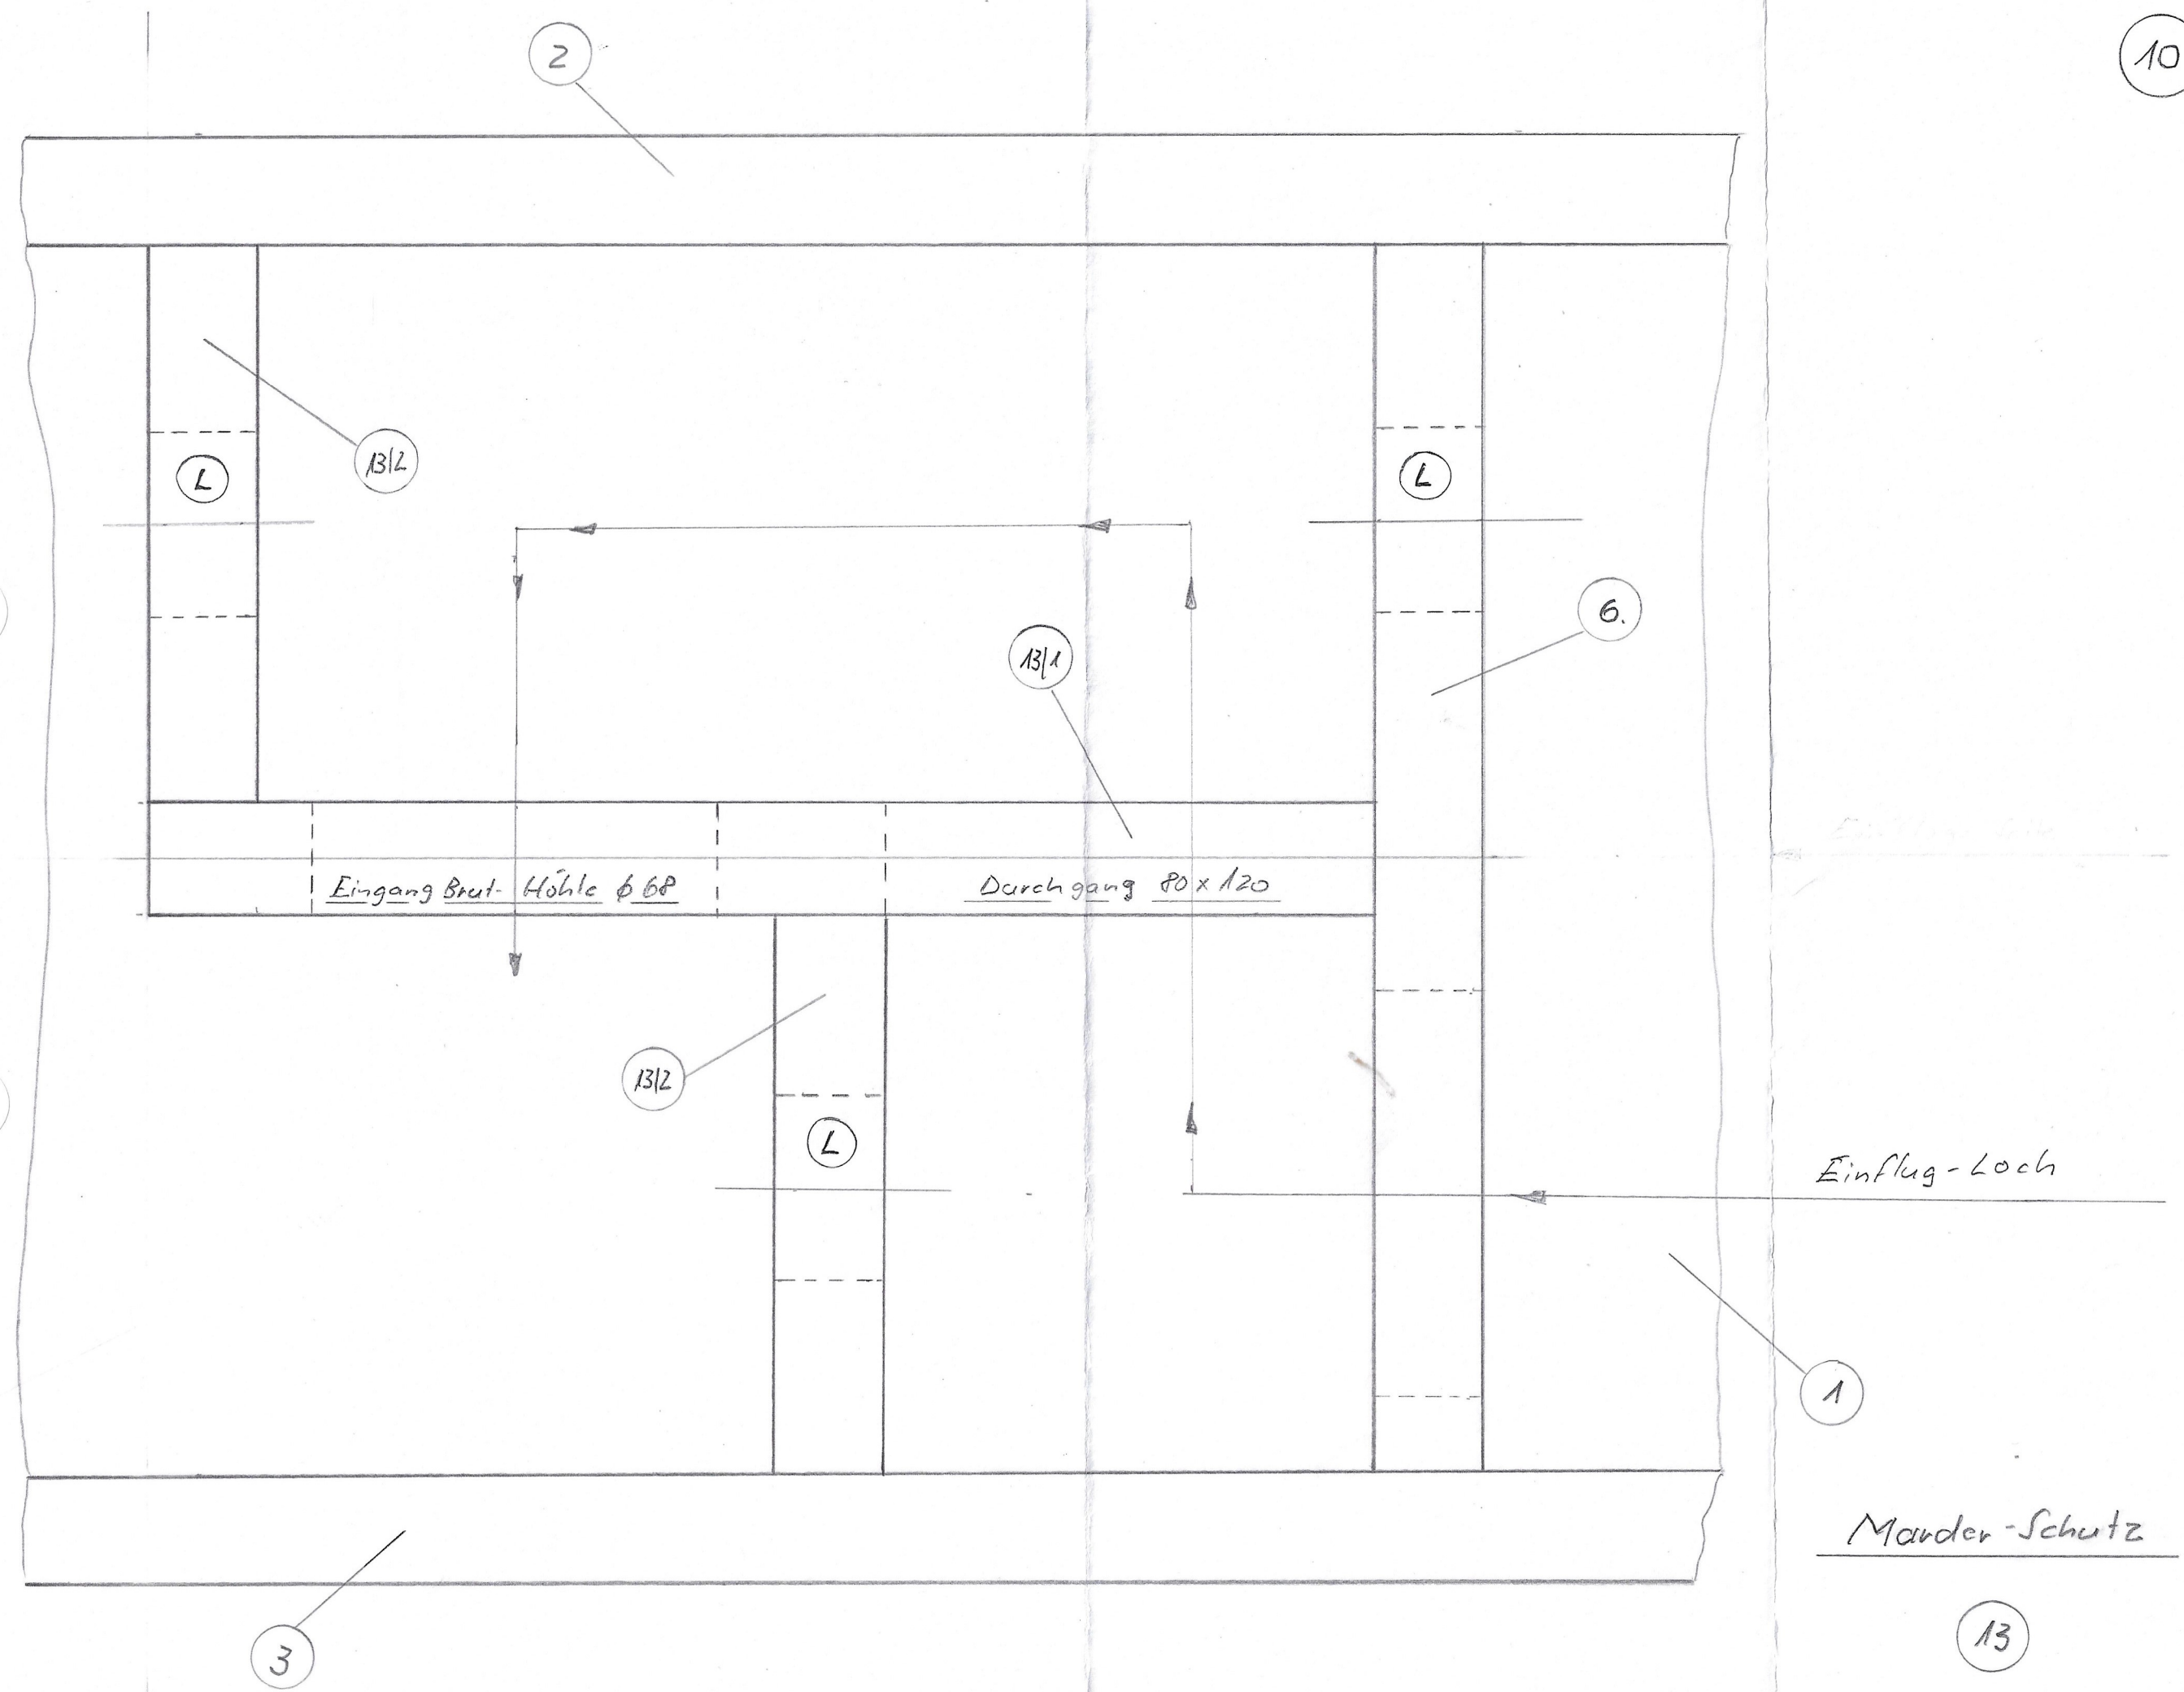 2
10
13/2
L
L
6.
13/1
Eingang Brut-Höhle ϕ 68
Durchgang 80 x 120
13/2
L
Einflug-Loch
1
Marder-Schutz
3
13